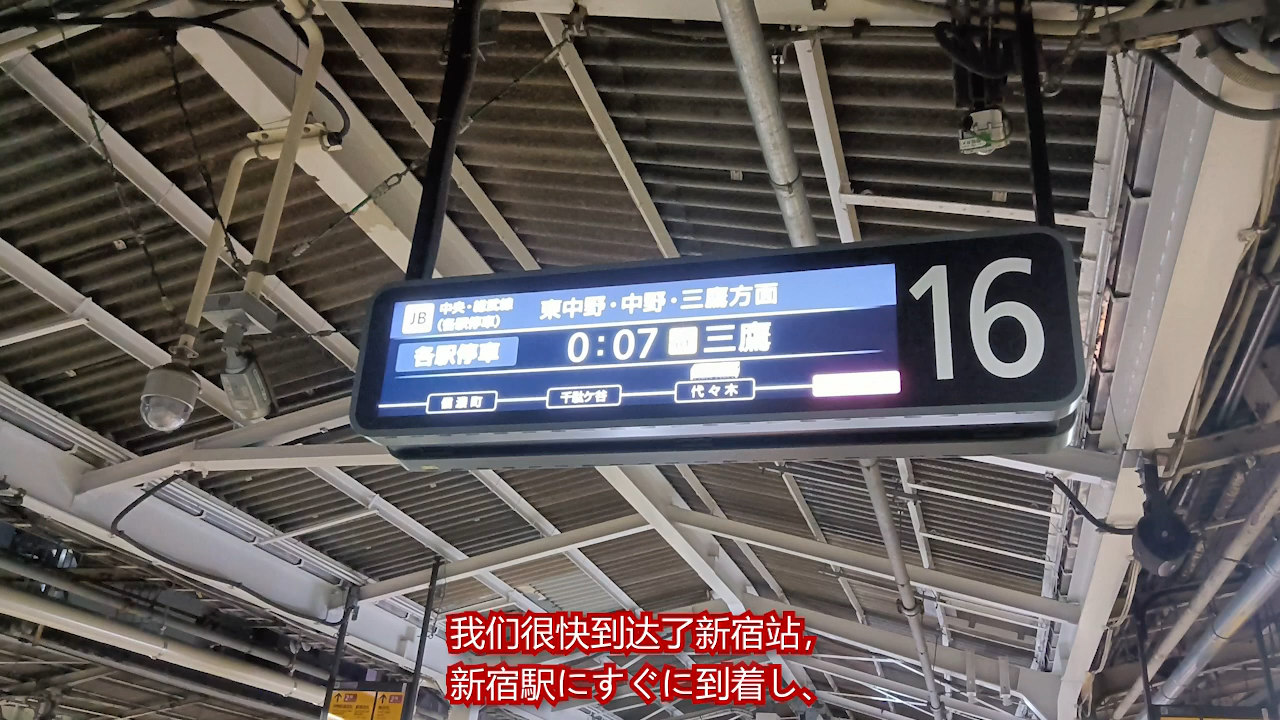 JB 中央・総武線 東中野・中野・三鷹方面
(各駅停車)
16
各駅停車 0:07 三鷹
信濃町 千駄ケ谷 代々木
我们很快到达了新宿站，
新宿駅にすぐに到着し、